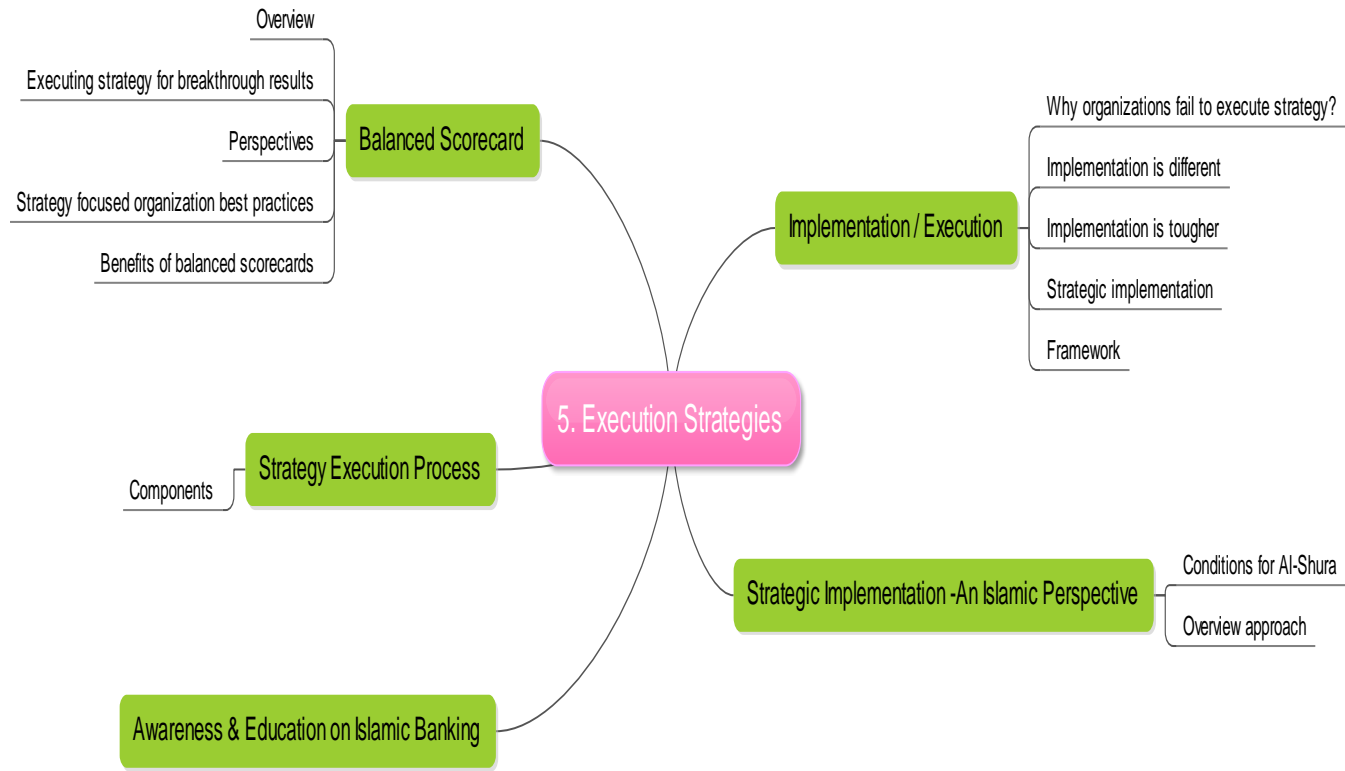 Overview
Executing strategy for breakthrough results
Perspectives
Strategy focused organization best practices
Benefits of balanced scorecards
Balanced Scorecard
Why organizations fail to execute strategy?
Implementation is different
Implementation is tougher
Strategic implementation
Framework
Implementation / Execution
5. Execution Strategies
Strategy Execution Process
Components
Strategic Implementation -An Islamic Perspective
Conditions for Al-Shura
Overview approach
Awareness & Education on Islamic Banking